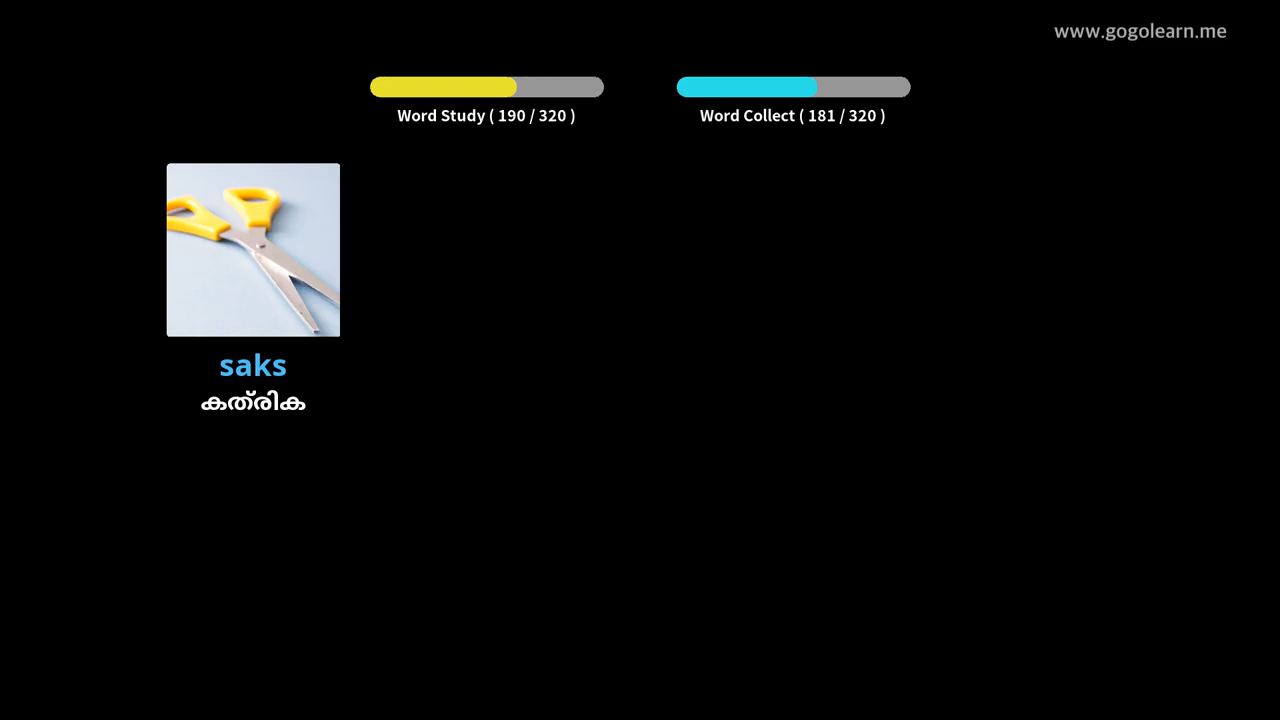 www.gogolearn.me
Word Study ( 190 / 320 )
Word Collect ( 181 / 320 )
saks
കത്രിക